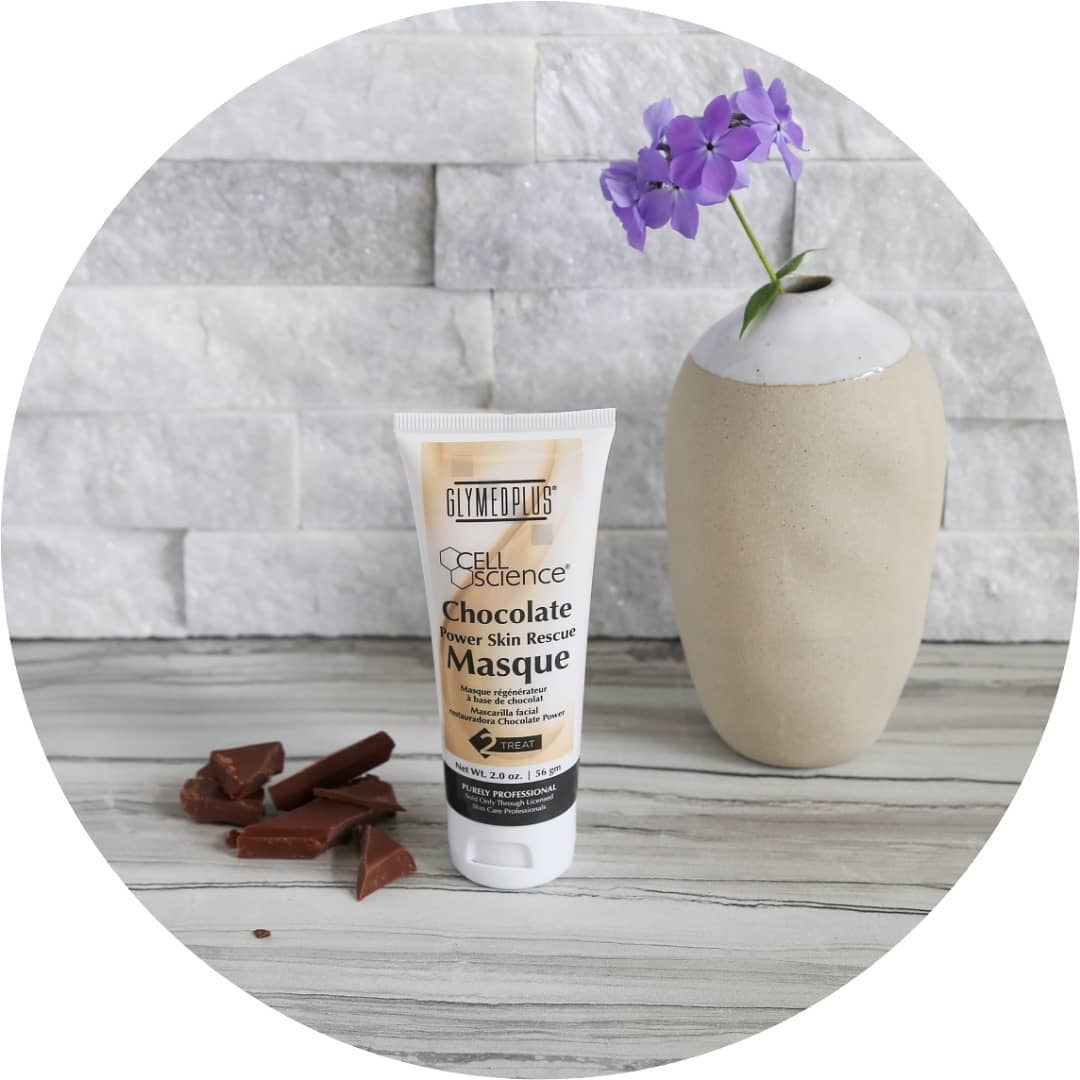 GLYMEDPLUS®
CELL
SCIENCE®
Chocolate
Power Skin Rescue
Masque
Masque régénérateur
à base de chocolat
Mascarilla facial
restauradora Chocolate Power
2 TREAT
Net Wt. 2.0 oz. | 56 gm
PURELY PROFESSIONAL
Sold Only Through Licensed
Skin Care Professionals